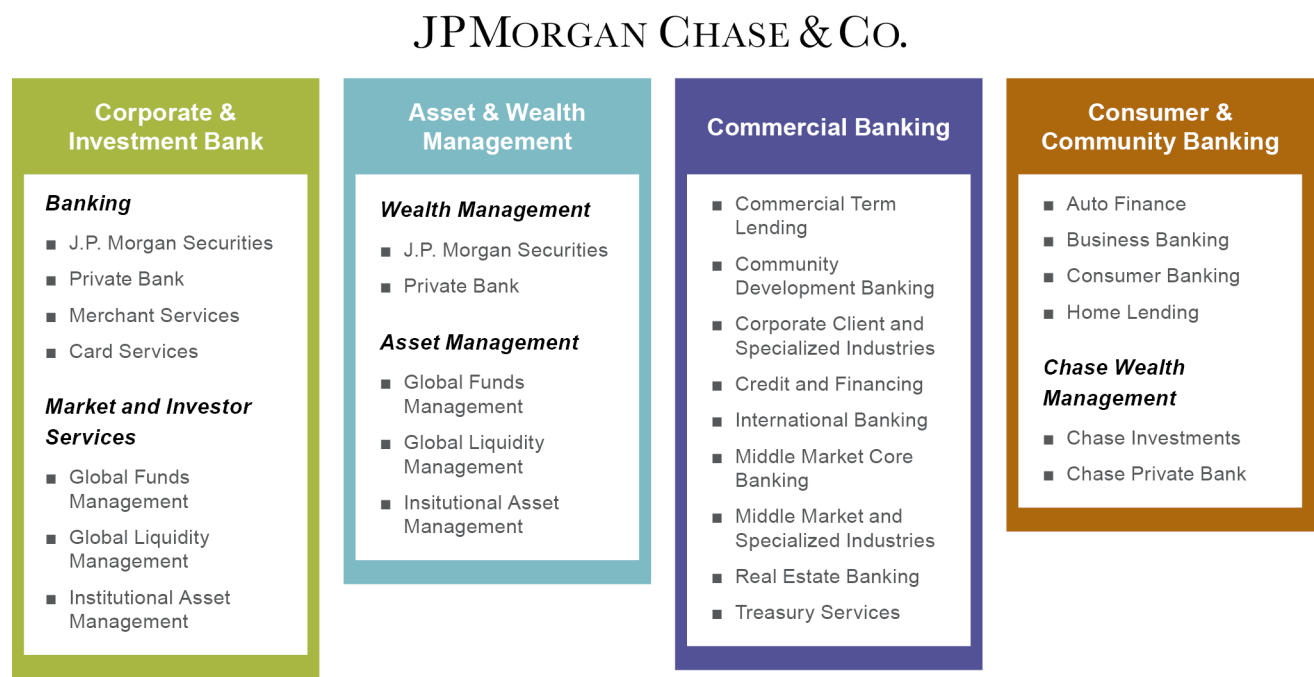 JPMORGAN CHASE & CO.
Corporate &
Investment Bank
Banking
■ J.P. Morgan Securities
■ Private Bank
■ Merchant Services
■ Card Services
Market and Investor
Services
■ Global Funds
Management
■ Global Liquidity
Management
■ Institutional Asset
Management
Asset & Wealth
Management
Wealth Management
■ J.P. Morgan Securities
■ Private Bank
Asset Management
■ Global Funds
Management
■ Global Liquidity
Management
■ Insitutional Asset
Management
Commercial Banking
■ Commercial Term
Lending
■ Community
Development Banking
■ Corporate Client and
Specialized Industries
■ Credit and Financing
■ International Banking
■ Middle Market Core
Banking
■ Middle Market and
Specialized Industries
■ Real Estate Banking
■ Treasury Services
Consumer &
Community Banking
■ Auto Finance
■ Business Banking
■ Consumer Banking
■ Home Lending
Chase Wealth
Management
■ Chase Investments
■ Chase Private Bank